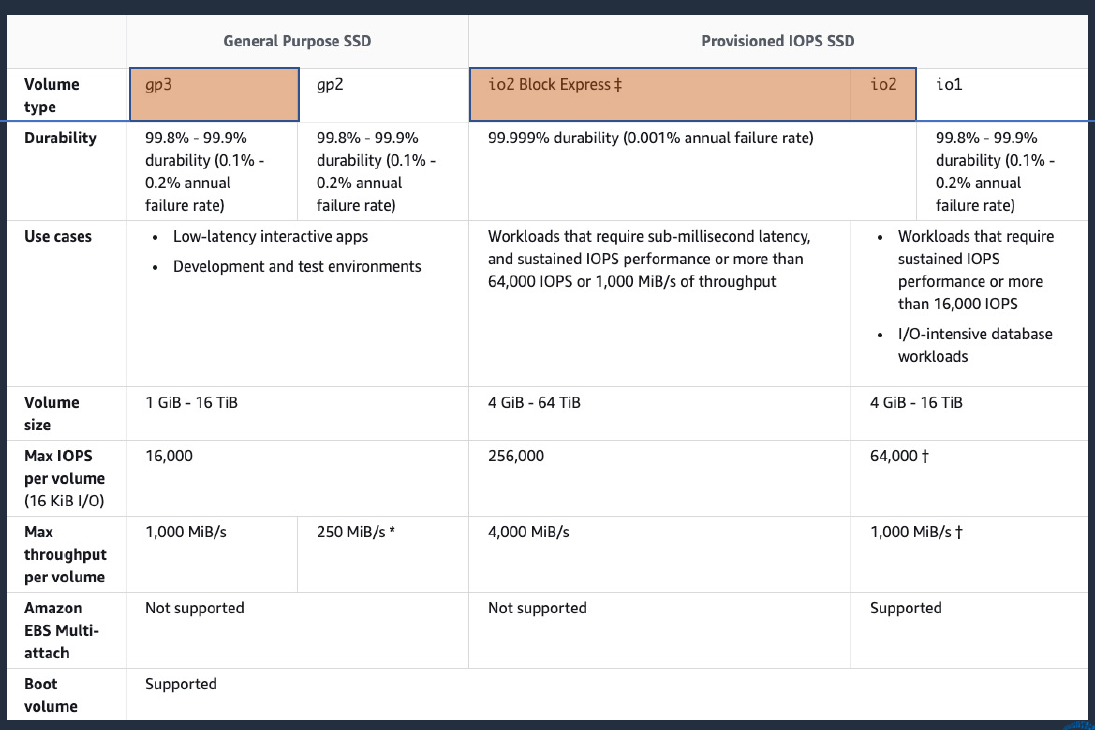 General Purpose SSD
Provisioned IOPS SSD
Volume
type
gp3
gp2
io2 Block Express ‡
io2
io1
Durability
99.8% - 99.9%
durability (0.1% -
0.2% annual
failure rate)
99.8% - 99.9%
durability (0.1% -
0.2% annual
failure rate)
99.999% durability (0.001% annual failure rate)
99.8% - 99.9%
durability (0.1% -
0.2% annual
failure rate)
Use cases
• Low-latency interactive apps
• Development and test environments
Workloads that require sub-millisecond latency,
and sustained IOPS performance or more than
64,000 IOPS or 1,000 MiB/s of throughput
• Workloads that require
sustained IOPS
performance or more
than 16,000 IOPS
• I/O-intensive database
workloads
Volume
size
1 GiB - 16 TiB
4 GiB - 64 TiB
4 GiB - 16 TiB
Max IOPS
per volume
(16 KiB I/O)
16,000
256,000
64,000 †
Max
throughput
per volume
1,000 MiB/s
250 MiB/s *
4,000 MiB/s
1,000 MiB/s †
Amazon
EBS Multi-
attach
Not supported
Not supported
Supported
Boot
volume
Supported